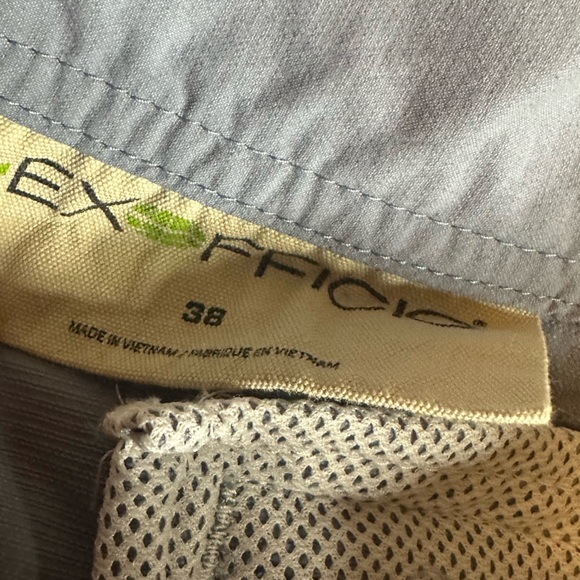 EXOFFICIO®
38
MADE IN VIETNAM / FABRIQUE EN VIETNAM